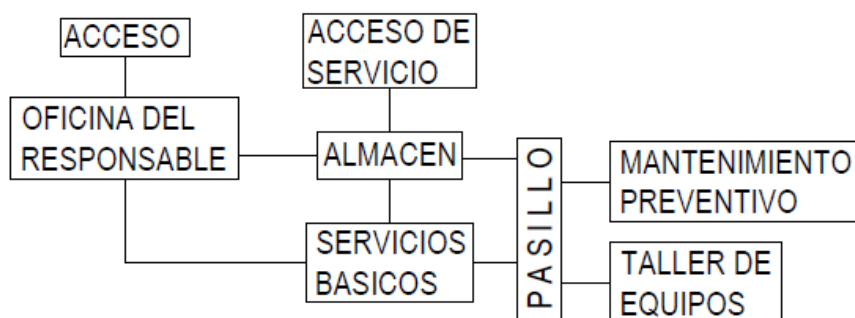 ACCESO
ACCESO DE
SERVICIO
OFICINA DEL
RESPONSABLE
ALMACEN
SERVICIOS
BASICOS
PASILLO
MANTENIMIENTO
PREVENTIVO
TALLER DE
EQUIPOS